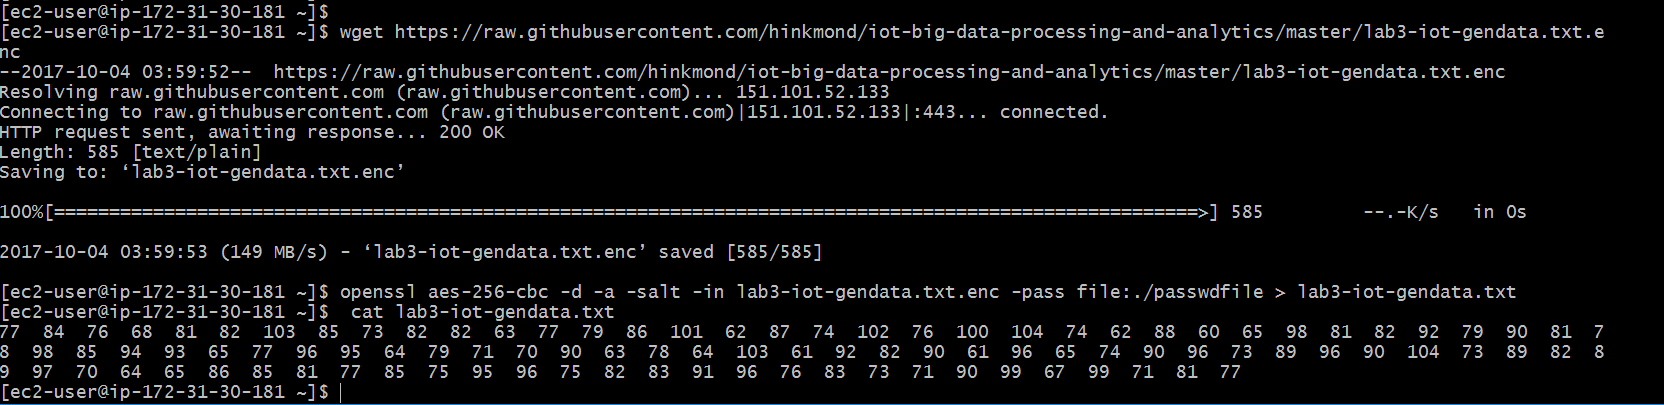 [ec2-user@ip-172-31-30-181 ~]$
[ec2-user@ip-172-31-30-181 ~]$ wget https://raw.githubusercontent.com/hinkmond/iot-big-data-processing-and-analytics/master/lab3-iot-gendata.txt.e
nc
--2017-10-04 03:59:52--  https://raw.githubusercontent.com/hinkmond/iot-big-data-processing-and-analytics/master/lab3-iot-gendata.txt.enc
Resolving raw.githubusercontent.com (raw.githubusercontent.com)... 151.101.52.133
Connecting to raw.githubusercontent.com (raw.githubusercontent.com)|151.101.52.133|:443... connected.
HTTP request sent, awaiting response... 200 OK
Length: 585 [text/plain]
Saving to: ‘lab3-iot-gendata.txt.enc’
100%[========================================================================================================>] 585         --.-K/s   in 0s
2017-10-04 03:59:53 (149 MB/s) - ‘lab3-iot-gendata.txt.enc’ saved [585/585]
[ec2-user@ip-172-31-30-181 ~]$ openssl aes-256-cbc -d -a -salt -in lab3-iot-gendata.txt.enc -pass file:./passwdfile > lab3-iot-gendata.txt
[ec2-user@ip-172-31-30-181 ~]$  cat lab3-iot-gendata.txt
77  84  76  68  81  82  103  85  73  82  82  63  77  79  86  101  62  87  74  102  76  100  104  74  62  88  60  65  98  81  82  92  79  90  81  7
8  98  85  94  93  65  77  96  95  64  79  71  70  90  63  78  64  103  61  92  82  90  61  96  65  74  90  96  73  89  96  90  104  73  89  82  8
9  97  70  64  65  86  85  81  77  85  75  95  96  75  82  83  91  96  76  83  73  71  90  99  67  99  71  81  77
[ec2-user@ip-172-31-30-181 ~]$